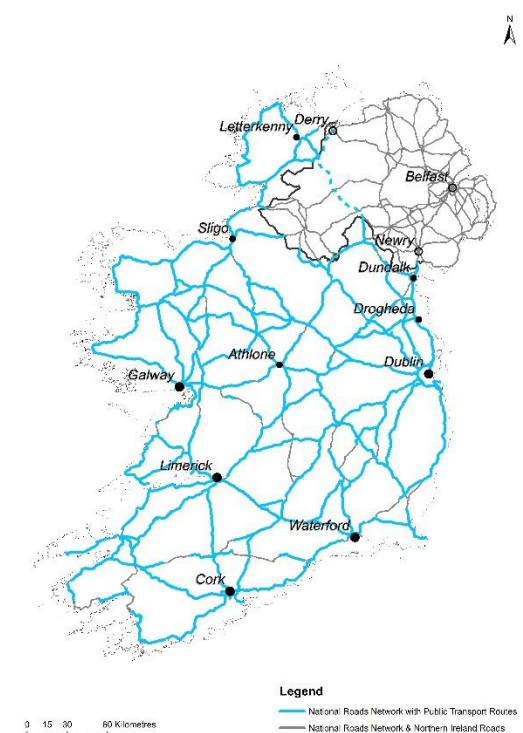 N
Derry
Letterkenny
Belfast
Sligo
Newry
Dundalk
Drogheda
Athlone
Dublin
Galway
Limerick
Waterford
Cork
Legend
National Roads Network with Public Transport Routes
0 15 30 60 Kilometres
National Roads Network & Northern Ireland Roads